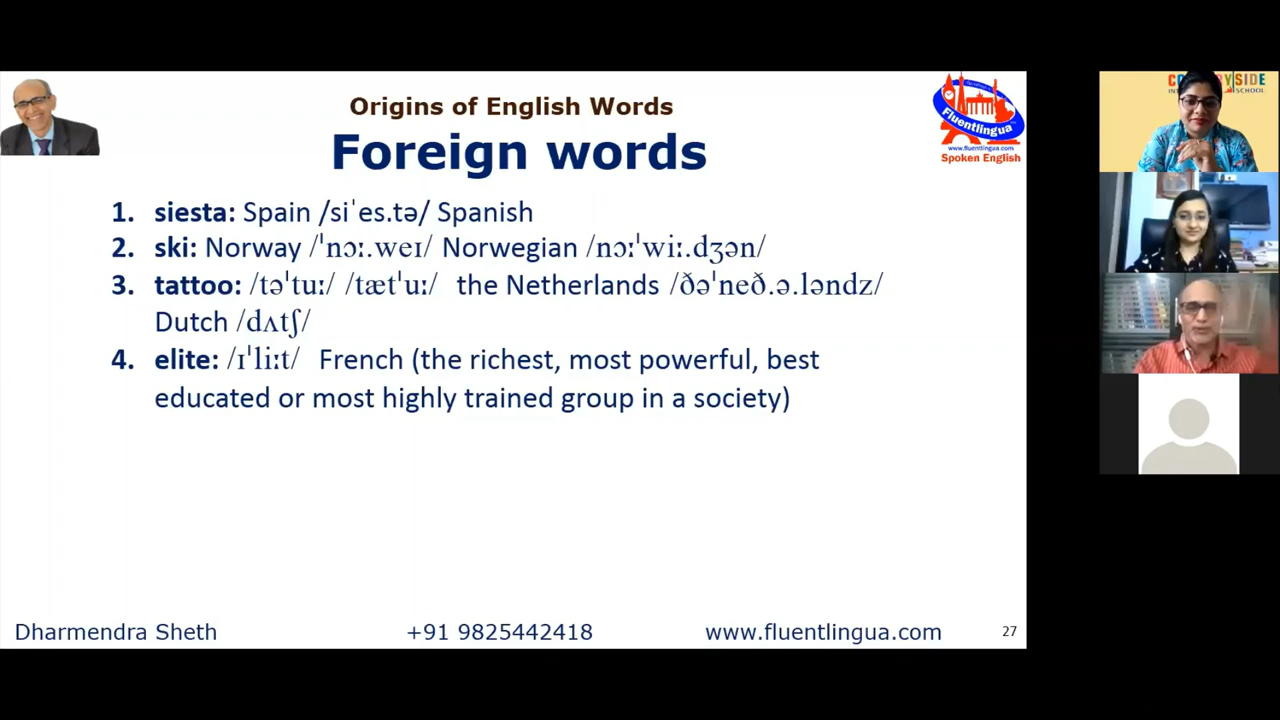 Origins of English Words
Foreign words
Fluentlingua
www.fluentlingua.com
Spoken English
1. siesta: Spain /siˈes.tə/ Spanish
2. ski: Norway /ˈnɔː.weɪ/ Norwegian /nɔːˈwiː.dʒən/
3. tattoo: /təˈtuː/ /tætˈuː/ the Netherlands /ðəˈneð.ə.ləndz/
Dutch /dʌtʃ/
4. elite: /ɪˈliːt/ French (the richest, most powerful, best
educated or most highly trained group in a society)
Dharmendra Sheth +91 9825442418 www.fluentlingua.com 27
SIDE
SCHOOL